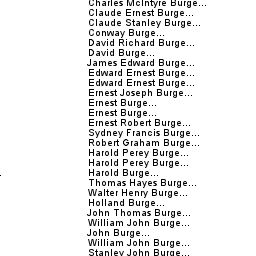 Charles McIntyre Burge...
Claude Ernest Burge...
Claude Stanley Burge...
Conway Burge...
David Richard Burge...
David Burge...
James Edward Burge...
Edward Ernest Burge...
Edward Ernest Burge...
Ernest Joseph Burge...
Ernest Burge...
Ernest Burge...
Ernest Robert Burge...
Sydney Francis Burge...
Robert Graham Burge...
Harold Perey Burge...
Harold Perey Burge...
Harold Burge...
Thomas Hayes Burge...
Walter Henry Burge...
Holland Burge...
John Thomas Burge...
William John Burge...
John Burge...
William John Burge...
Stanley John Burge...